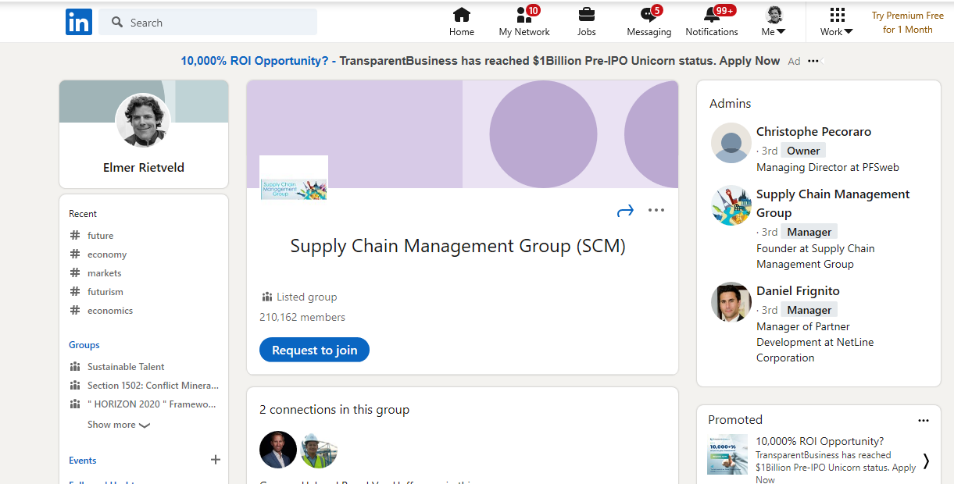 in
Search
10
5
99+
Home
My Network
Jobs
Messaging
Notifications
Me
Work
Try Premium Free
for 1 Month
10,000% ROI Opportunity? - TransparentBusiness has reached $1Billion Pre-IPO Unicorn status. Apply Now Ad ...
Elmer Rietveld
Recent
# future
# economy
# markets
# futurism
# economics
Groups
Sustainable Talent
Section 1502: Conflict Minera...
" HORIZON 2020 " Framewo...
Show more
Events +
Supply Chain
Management
Group
Supply Chain Management Group (SCM)
Listed group
210,162 members
Request to join
2 connections in this group
Admins
Christophe Pecoraro
· 3rd Owner
Managing Director at PFSweb
Supply Chain Management
Group
· 3rd Manager
Founder at Supply Chain
Management Group
Daniel Frignito
· 3rd Manager
Manager of Partner
Development at NetLine
Corporation
Promoted ...
10,000% ROI Opportunity?
TransparentBusiness has reached
$1Billion Pre-IPO Unicorn status. Apply
Now